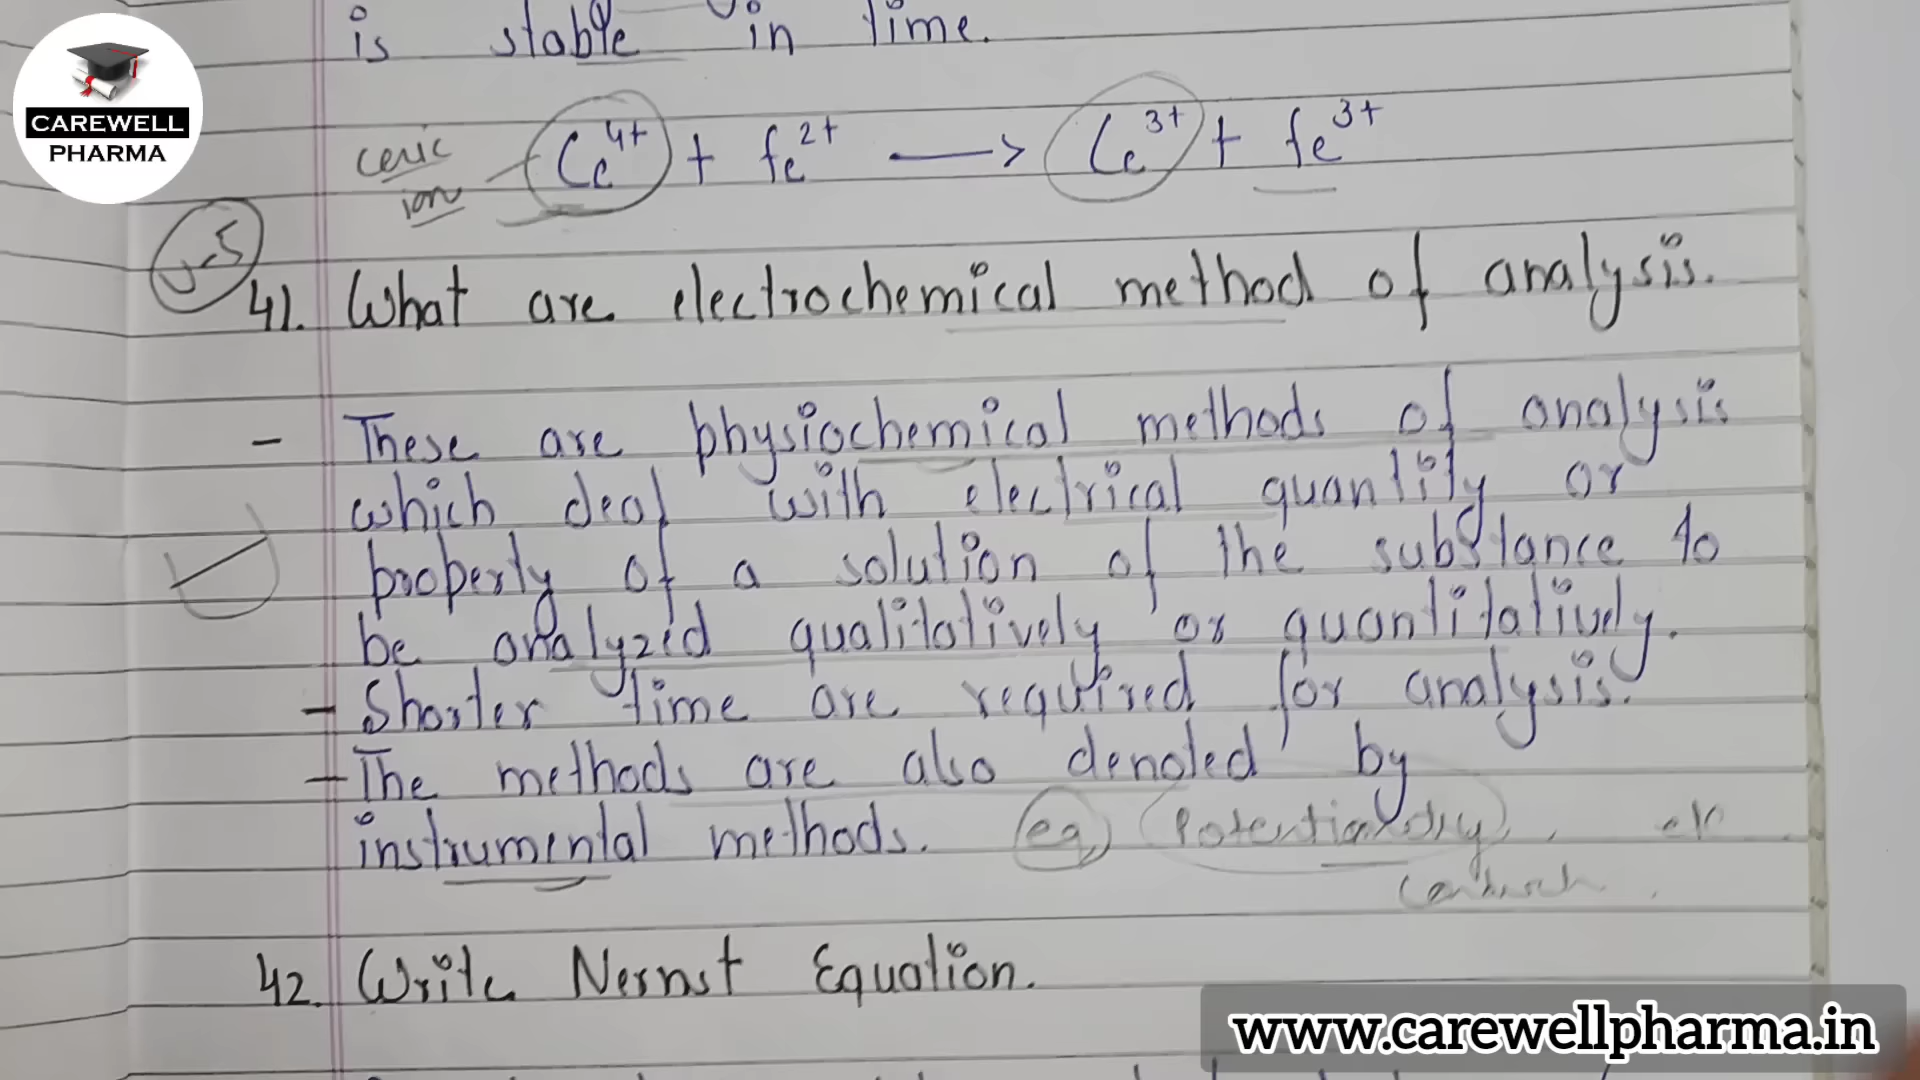 is stable in time.
CAREWELL
PHARMA
ceric
ion
Ce⁴⁺ + fe²⁺ ⟶ Ce³⁺ + fe³⁺
U-5
41. What are electrochemical method of analysis.
- These are physiochemical methods of analysis
which deal with electrical quantity or
property of a solution of the substance to
be analyzed qualitatively or quantitatively.
- Shorter time are required for analysis.
- The methods are also denoted by
instrumental methods. eg) (Potentiometry), etc
42. Write Nernst Equation.
www.carewellpharma.in